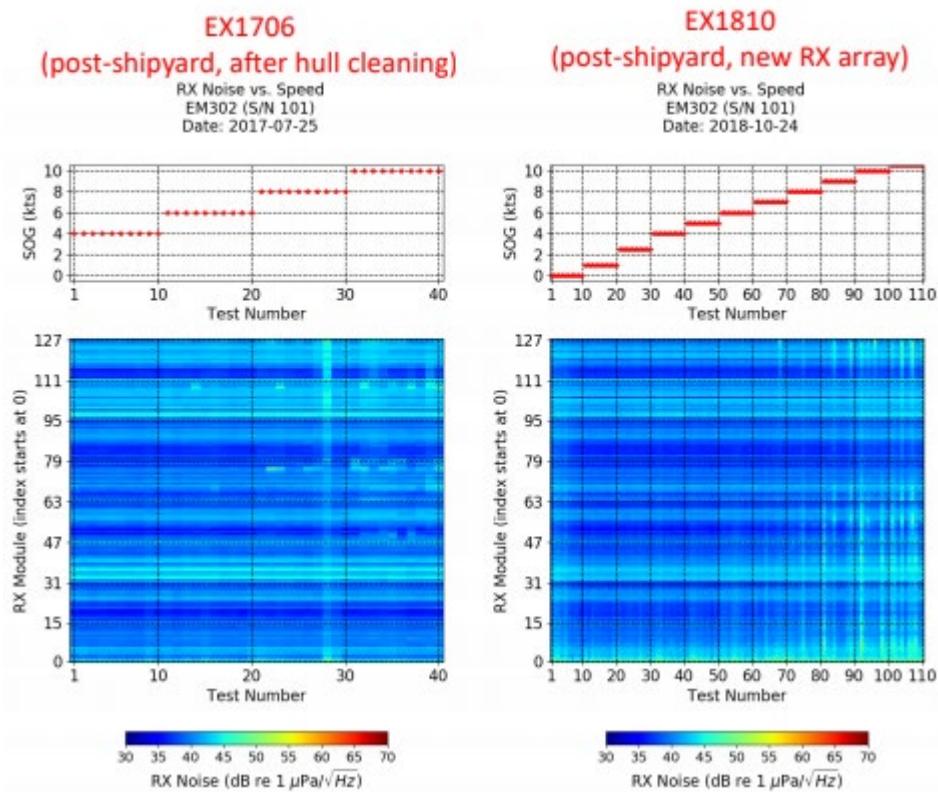 EX1706
(post-shipyard, after hull cleaning)
RX Noise vs. Speed
EM302 (S/N 101)
Date: 2017-07-25
SOG (kts)
10
8
6
4
2
0
1 10 20 30 40
Test Number
RX Module (index starts at 0)
127
111
95
79
63
47
31
15
0
1 10 20 30 40
Test Number
30 35 40 45 50 55 60 65 70
RX Noise (dB re 1 µPa/√Hz)
EX1810
(post-shipyard, new RX array)
RX Noise vs. Speed
EM302 (S/N 101)
Date: 2018-10-24
SOG (kts)
10
8
6
4
2
0
1 10 20 30 40 50 60 70 80 90 100 110
Test Number
RX Module (index starts at 0)
127
111
95
79
63
47
31
15
0
1 10 20 30 40 50 60 70 80 90 100 110
Test Number
30 35 40 45 50 55 60 65 70
RX Noise (dB re 1 µPa/√Hz)